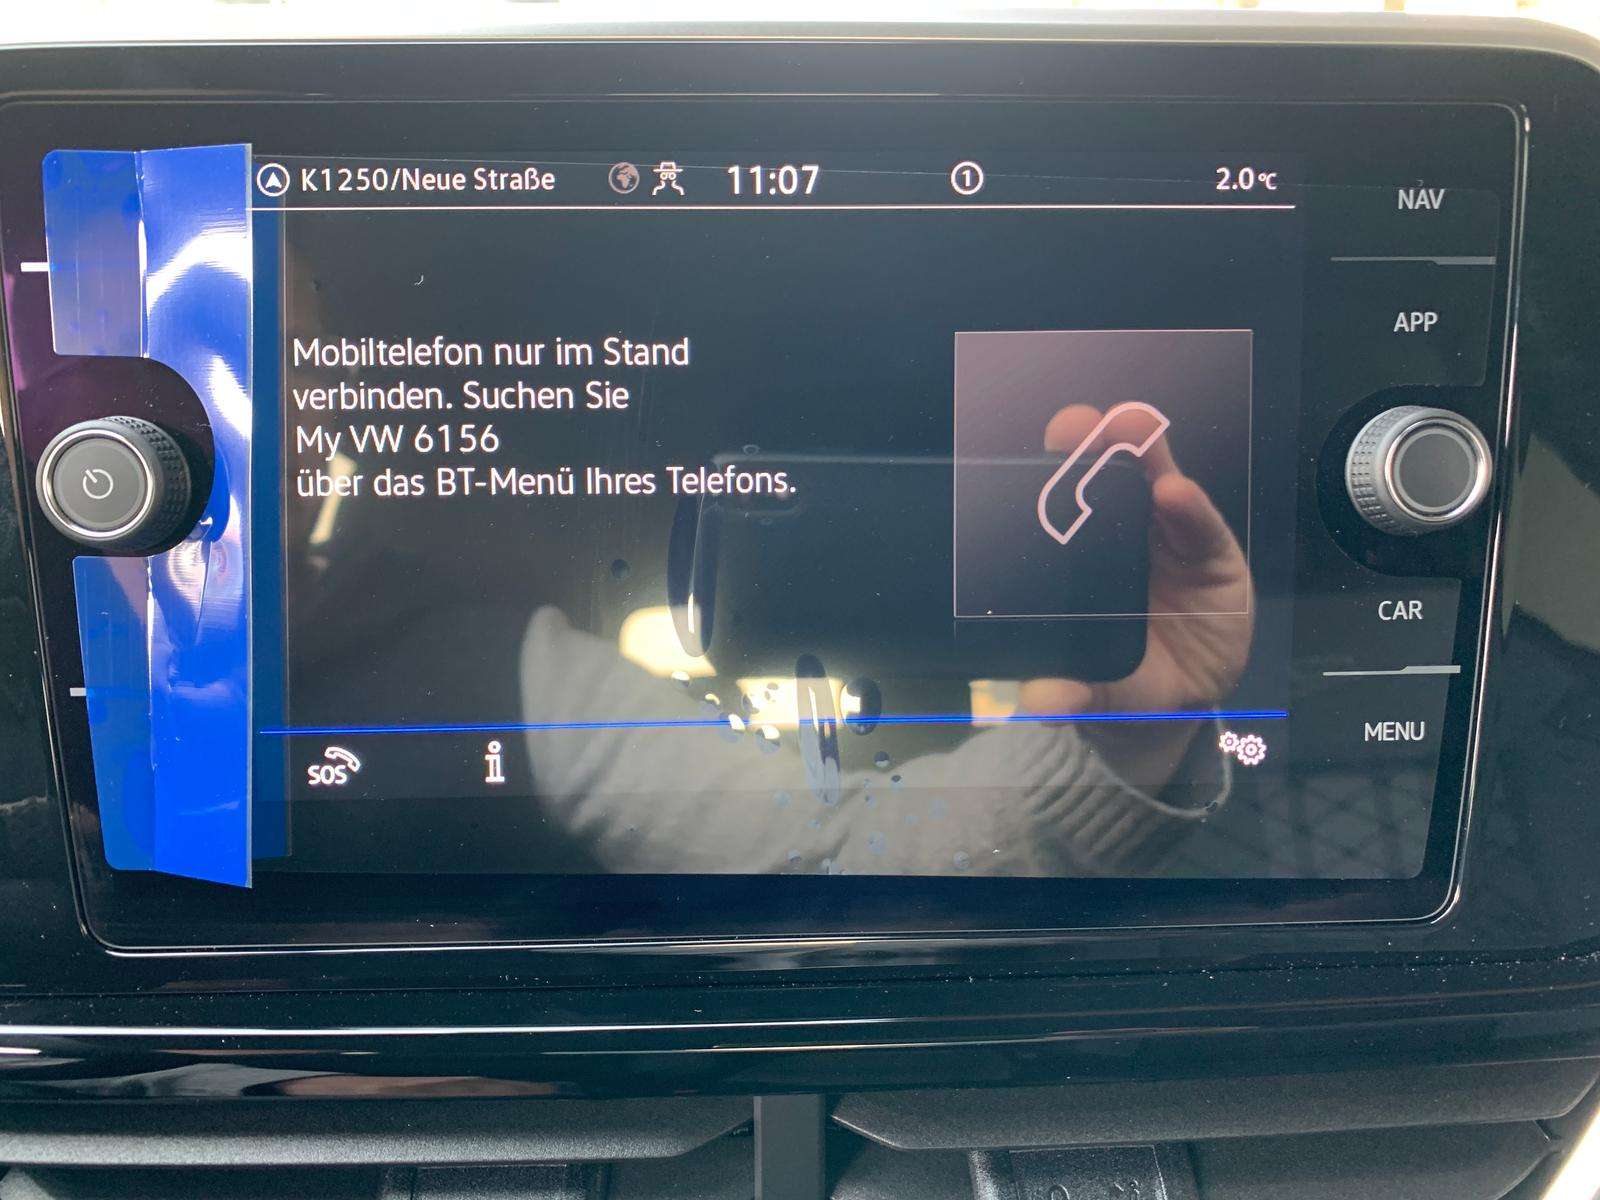 K1250/Neue Straße 11:07 1 2.0°C
NAV
APP
Mobiltelefon nur im Stand
verbinden. Suchen Sie
My VW 6156
über das BT-Menü Ihres Telefons.
CAR
MENU
SOS i